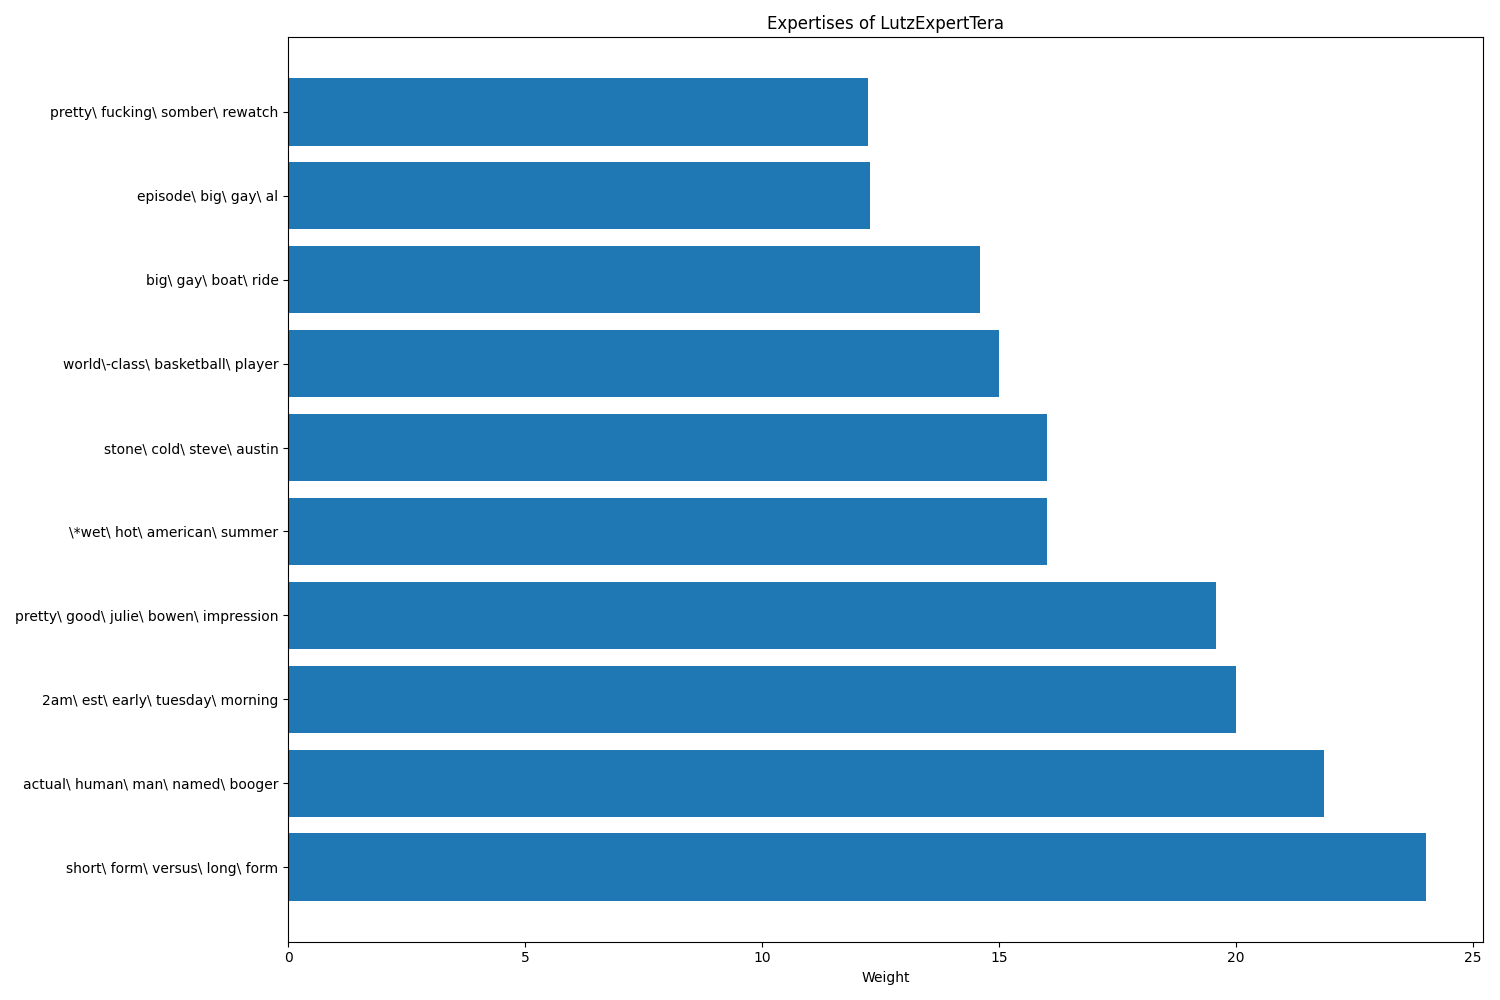 Expertises of LutzExpertTera
pretty\ fucking\ somber\ rewatch
episode\ big\ gay\ al
big\ gay\ boat\ ride
world\-class\ basketball\ player
stone\ cold\ steve\ austin
\*wet\ hot\ american\ summer
pretty\ good\ julie\ bowen\ impression
2am\ est\ early\ tuesday\ morning
actual\ human\ man\ named\ booger
short\ form\ versus\ long\ form
0 5 10 15 20 25
Weight